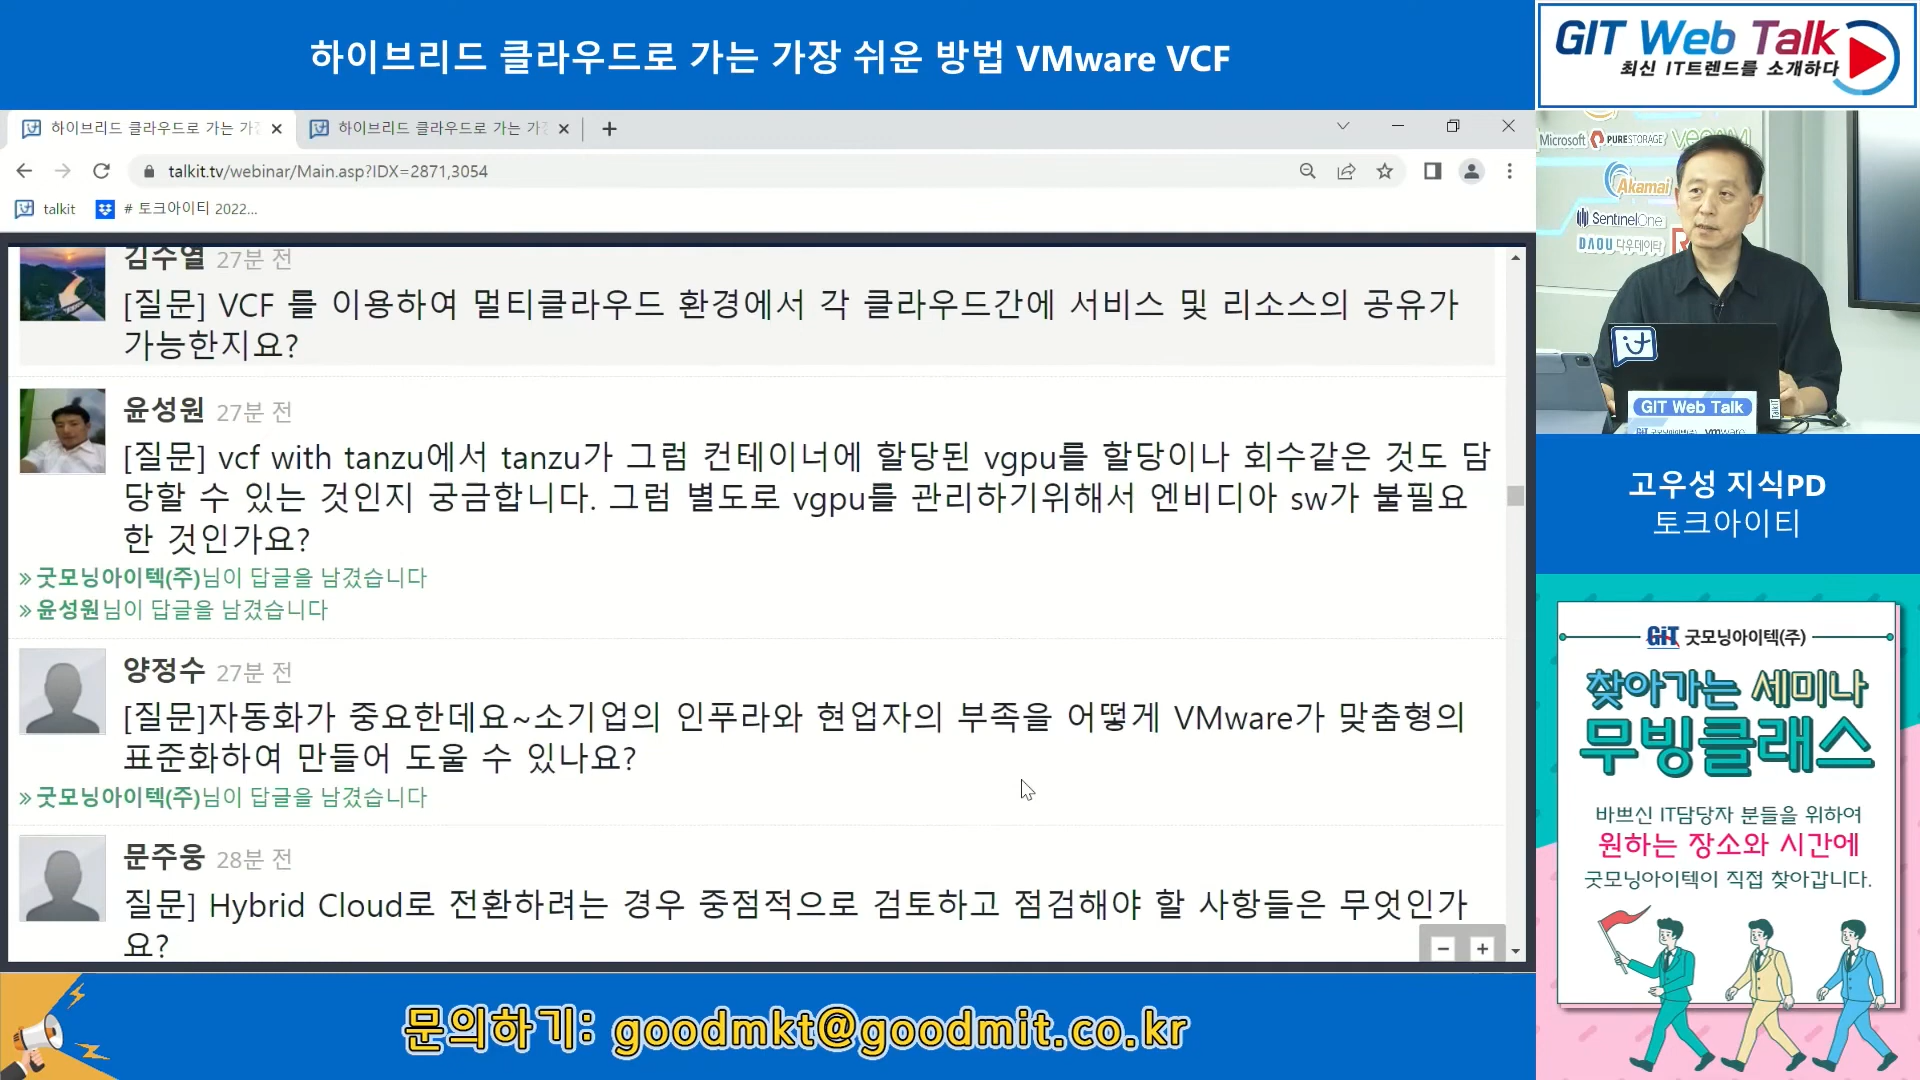 하이브리드 클라우드로 가는 가장 쉬운 방법 VMware VCF
GIT Web Talk
최신 IT트렌드를 소개하다
하이브리드 클라우드로 가는
하이브리드 클라우드로 가는
talkit.tv/webinar/Main.asp?IDX=2871,3054
talkit
# 토크아이티 2022...
김수열 27분 전
[질문] VCF 를 이용하여 멀티클라우드 환경에서 각 클라우드간에 서비스 및 리소스의 공유가
가능한지요?
윤성원 27분 전
[질문] vcf with tanzu에서 tanzu가 그럼 컨테이너에 할당된 vgpu를 할당이나 회수같은 것도 담
당할 수 있는 것인지 궁금합니다. 그럼 별도로 vgpu를 관리하기위해서 엔비디아 sw가 불필요
한 것인가요?
» 굿모닝아이텍(주)님이 답글을 남겼습니다
» 윤성원님이 답글을 남겼습니다
양정수 27분 전
[질문]자동화가 중요한데요~소기업의 인푸라와 현업자의 부족을 어떻게 VMware가 맞춤형의
표준화하여 만들어 도울 수 있나요?
» 굿모닝아이텍(주)님이 답글을 남겼습니다
문주웅 28분 전
질문] Hybrid Cloud로 전환하려는 경우 중점적으로 검토하고 점검해야 할 사항들은 무엇인가
요?
Microsoft
PURESTORAGE
veeAM
Akamai
SentinelOne
DAOU 다우데이타
GIT Web Talk
vmware
고우성 지식PD
토크아이티
GIT 굿모닝아이텍(주)
찾아가는 세미나
무빙클래스
바쁘신 IT담당자 분들을 위하여
원하는 장소와 시간에
굿모닝아이텍이 직접 찾아갑니다.
문의하기: goodmkt@goodmit.co.kr